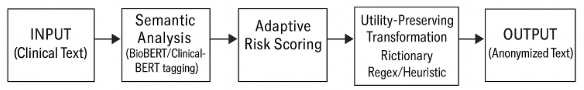 INPUT
(Clinical Text)
Semantic
Analysis
(BioBERT/Clinical-
BERT tagging)
Adaptive
Risk Scoring
Utility-Preserving
Transformation
Rictionary
Regex/Heuristic
OUTPUT
(Anonymized Text)